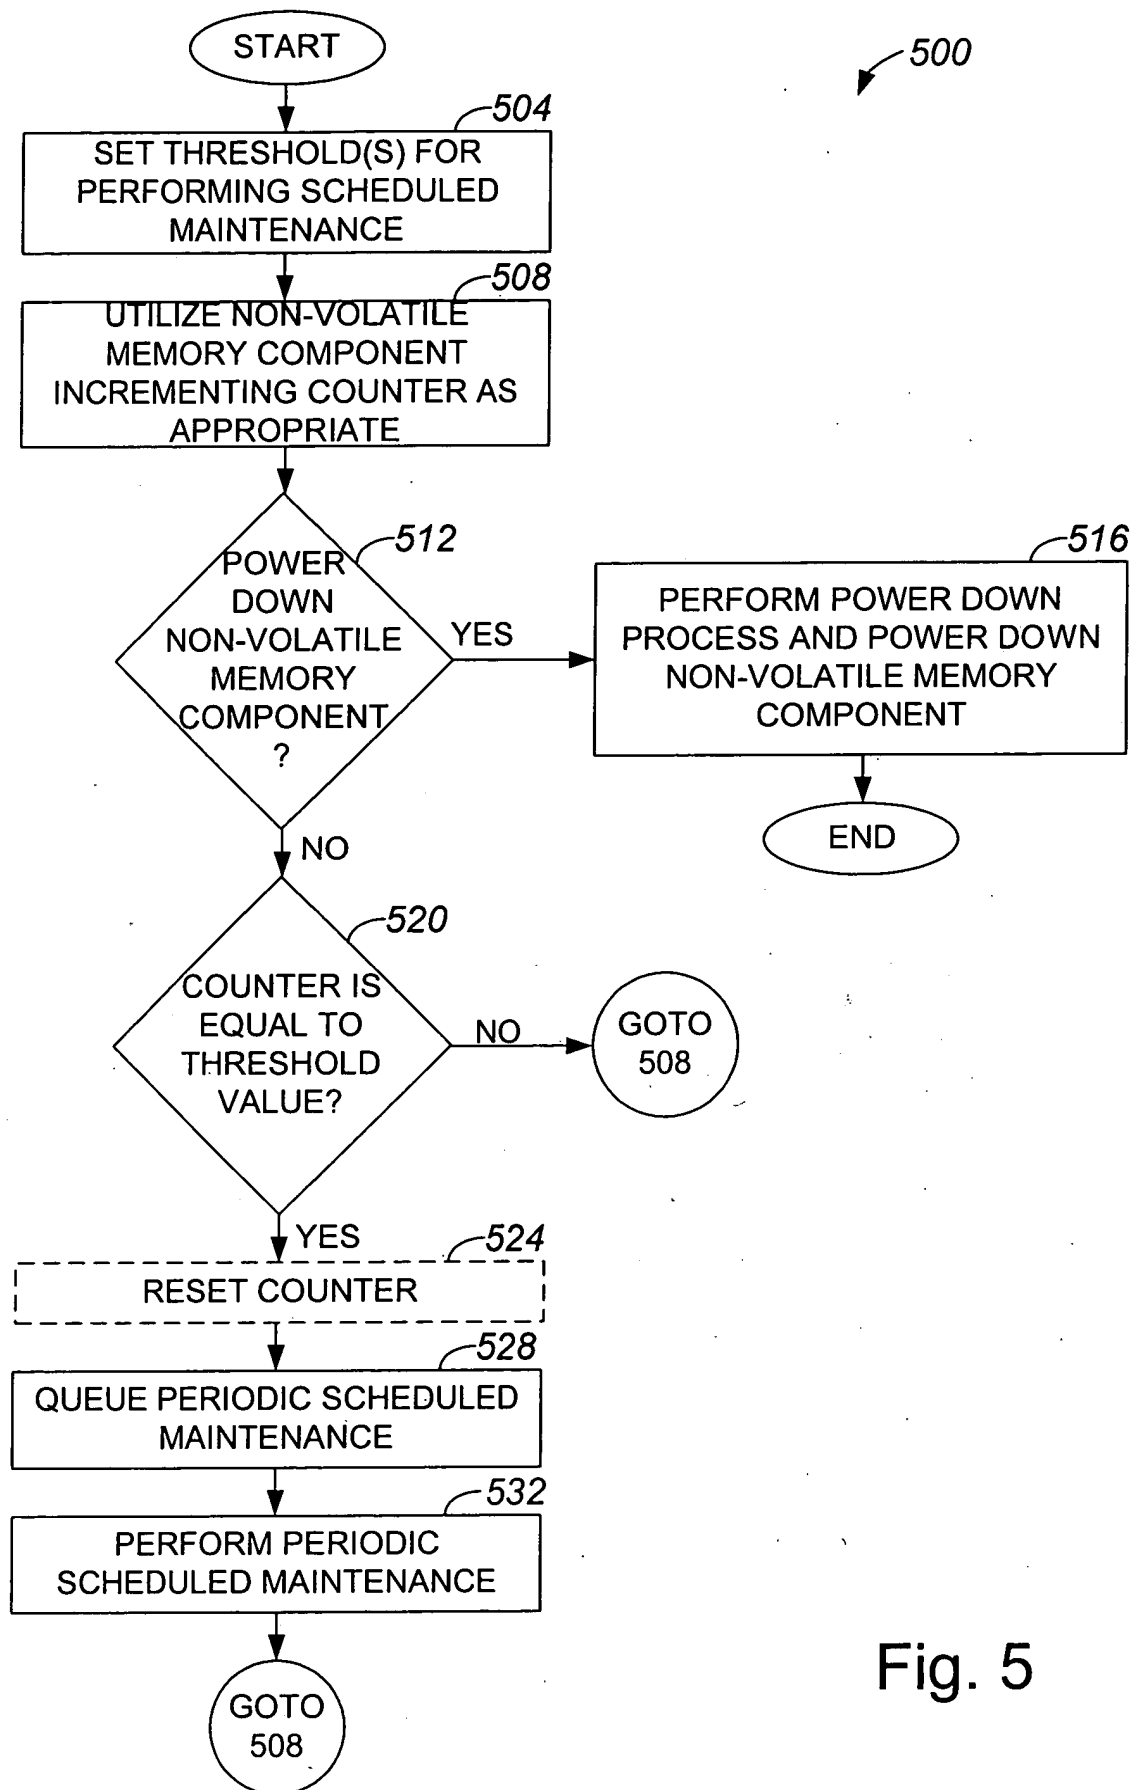 START
500
504
SET THRESHOLD(S) FOR
PERFORMING SCHEDULED
MAINTENANCE
508
UTILIZE NON-VOLATILE
MEMORY COMPONENT
INCREMENTING COUNTER AS
APPROPRIATE
512
POWER
DOWN
NON-VOLATILE
MEMORY
COMPONENT
?
YES
516
PERFORM POWER DOWN
PROCESS AND POWER DOWN
NON-VOLATILE MEMORY
COMPONENT
END
NO
520
COUNTER IS
EQUAL TO
THRESHOLD
VALUE?
NO
GOTO
508
YES
524
RESET COUNTER
528
QUEUE PERIODIC SCHEDULED
MAINTENANCE
532
PERFORM PERIODIC
SCHEDULED MAINTENANCE
GOTO
508
Fig. 5